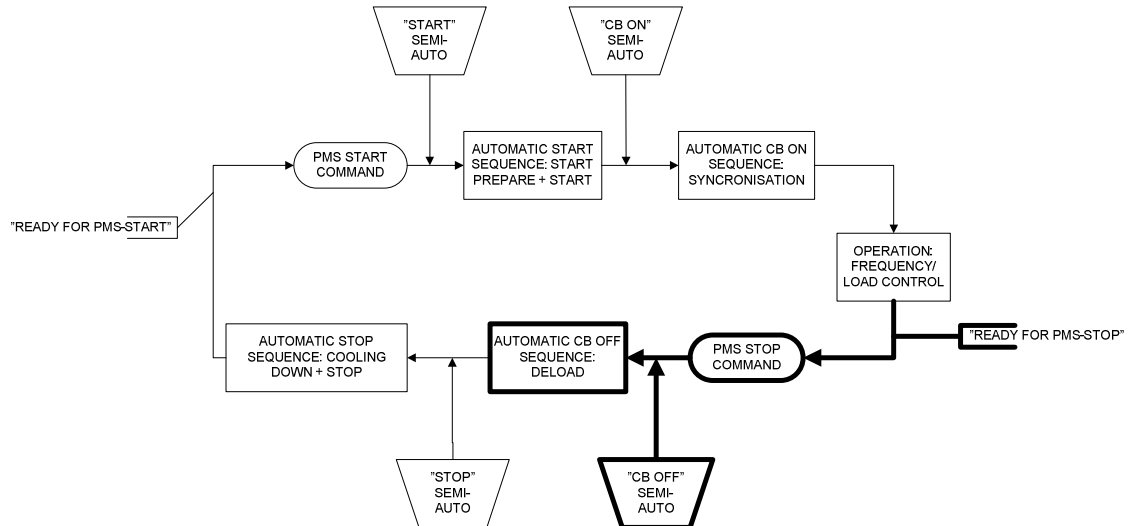 "START"
SEMI-
AUTO
"CB ON"
SEMI-
AUTO
PMS START
COMMAND
AUTOMATIC START
SEQUENCE: START
PREPARE + START
AUTOMATIC CB ON
SEQUENCE:
SYNCRONISATION
"READY FOR PMS-START"
OPERATION:
FREQUENCY/
LOAD CONTROL
AUTOMATIC STOP
SEQUENCE: COOLING
DOWN + STOP
AUTOMATIC CB OFF
SEQUENCE:
DELOAD
PMS STOP
COMMAND
"READY FOR PMS-STOP"
"STOP"
SEMI-
AUTO
"CB OFF"
SEMI-
AUTO